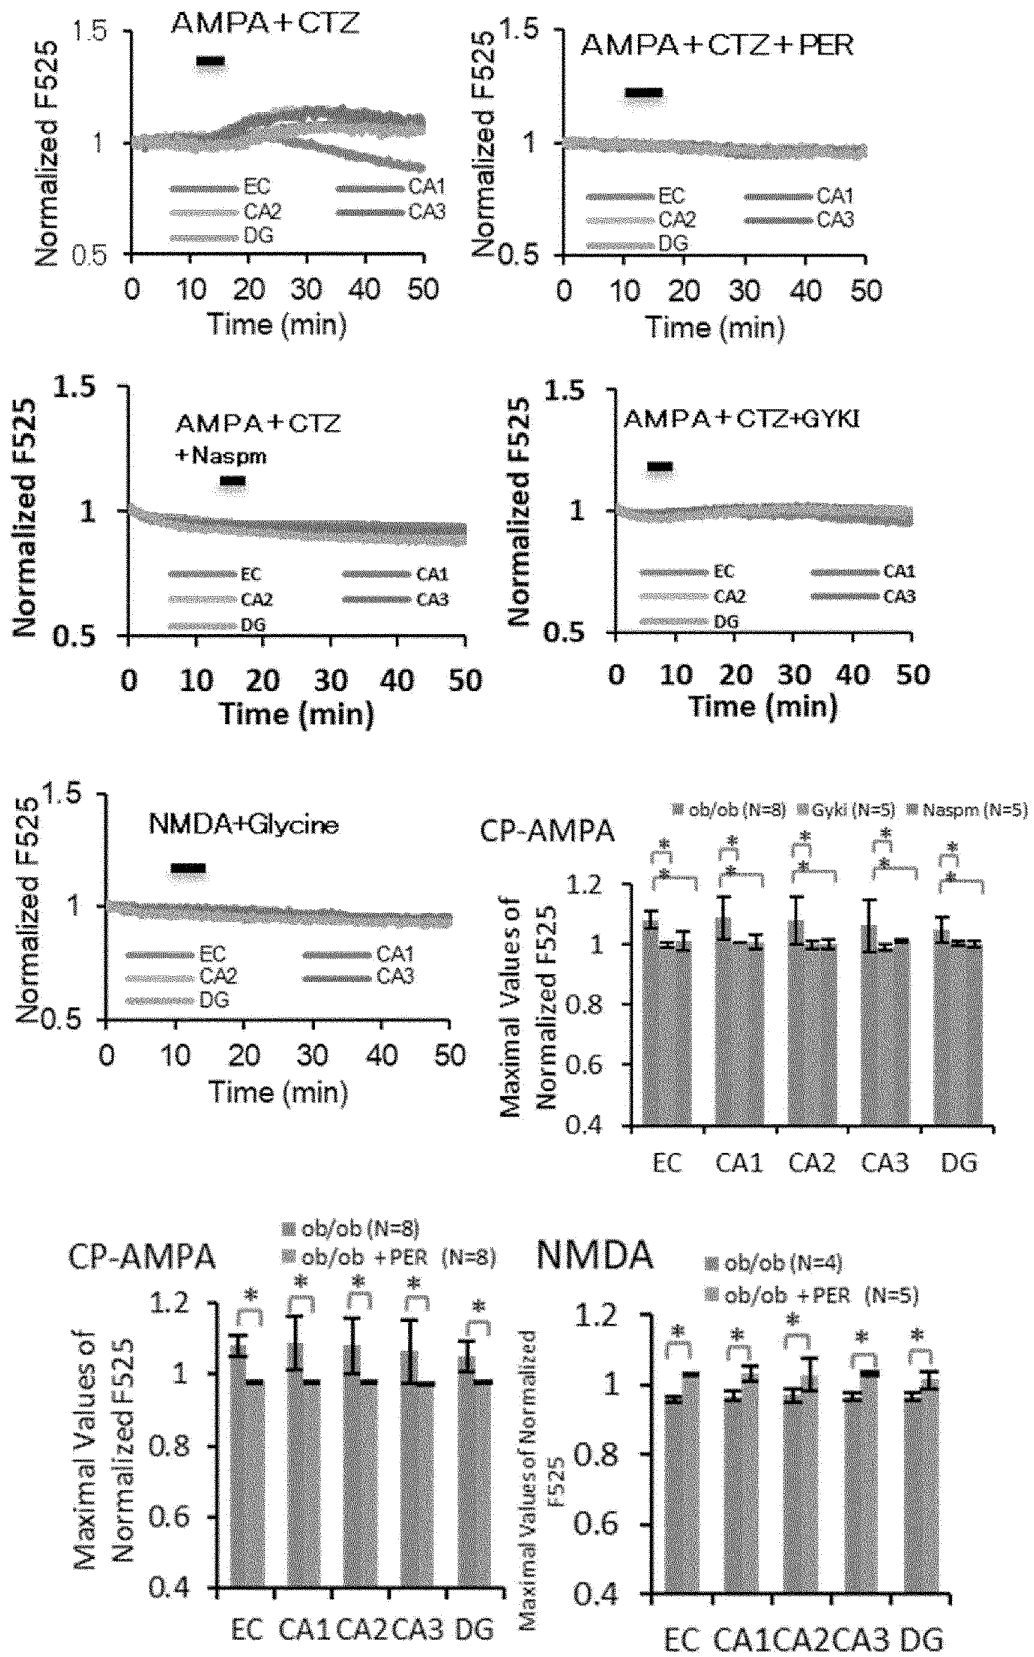 AMPA+CTZ
Normalized F525
1.5
1
0.5
EC
CA1
CA2
CA3
DG
0 10 20 30 40 50
Time (min)
AMPA+CTZ+PER
Normalized F525
1.5
1
0.5
EC
CA1
CA2
CA3
DG
0 10 20 30 40 50
Time (min)
AMPA+CTZ
+Naspm
Normalized F525
1.5
1
0.5
EC
CA1
CA2
CA3
DG
0 10 20 30 40 50
Time (min)
AMPA+CTZ+GYKI
Normalized F525
1.5
1
0.5
EC
CA1
CA2
CA3
DG
0 10 20 30 40 50
Time (min)
NMDA+Glycine
Normalized F525
1.5
1
0.5
EC
CA1
CA2
CA3
DG
0 10 20 30 40 50
Time (min)
CP-AMPA
ob/ob (N=8) Gyki (N=5) Naspm (N=5)
* * * * *
* * * * *
Maximal Values of
Normalized F525
1.2
1
0.8
0.6
0.4
EC CA1 CA2 CA3 DG
CP-AMPA
ob/ob (N=8)
ob/ob +PER (N=8)
* * * * *
Maximal Values of
Normalized F525
1.2
1
0.8
0.6
0.4
EC CA1 CA2 CA3 DG
NMDA
ob/ob (N=4)
ob/ob +PER (N=5)
* * * * *
Maximal Values of Normalized
F525
1.2
1
0.8
0.6
0.4
EC CA1 CA2 CA3 DG